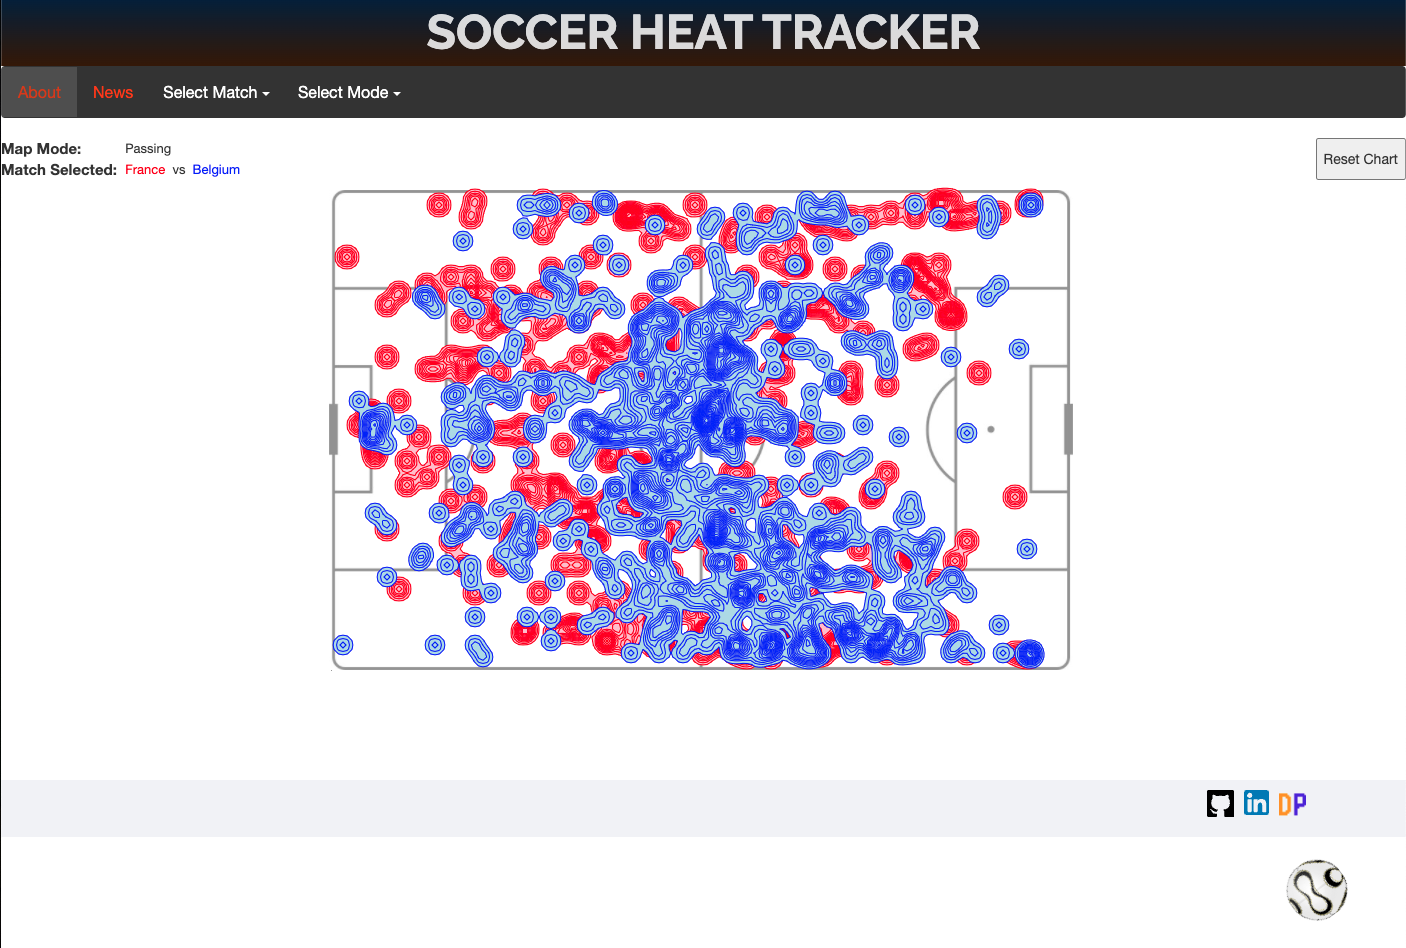 SOCCER HEAT TRACKER
About News Select Match Select Mode
Map Mode: Passing
Reset Chart
Match Selected: France vs Belgium
in DP